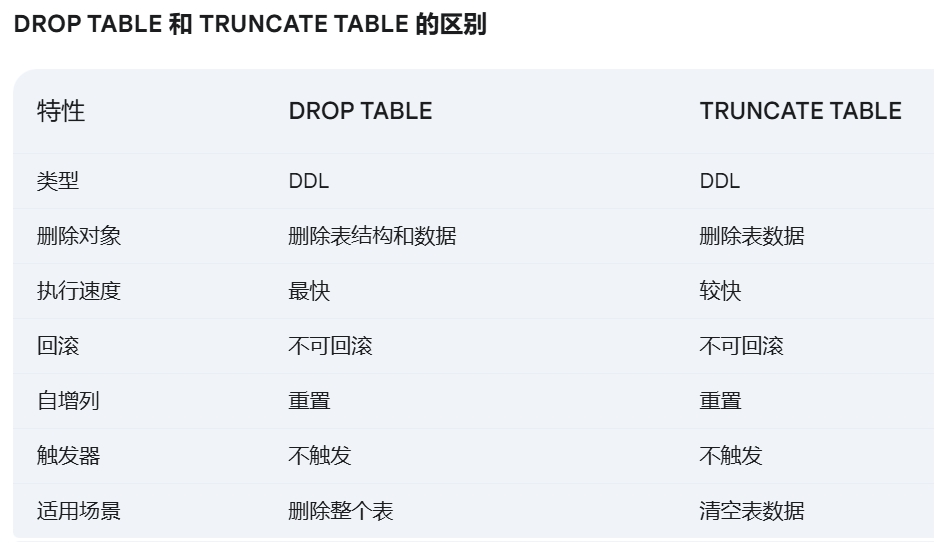 DROP TABLE 和 TRUNCATE TABLE 的区别
特性 DROP TABLE TRUNCATE TABLE
类型 DDL DDL
删除对象 删除表结构和数据 删除表数据
执行速度 最快 较快
回滚 不可回滚 不可回滚
自增列 重置 重置
触发器 不触发 不触发
适用场景 删除整个表 清空表数据